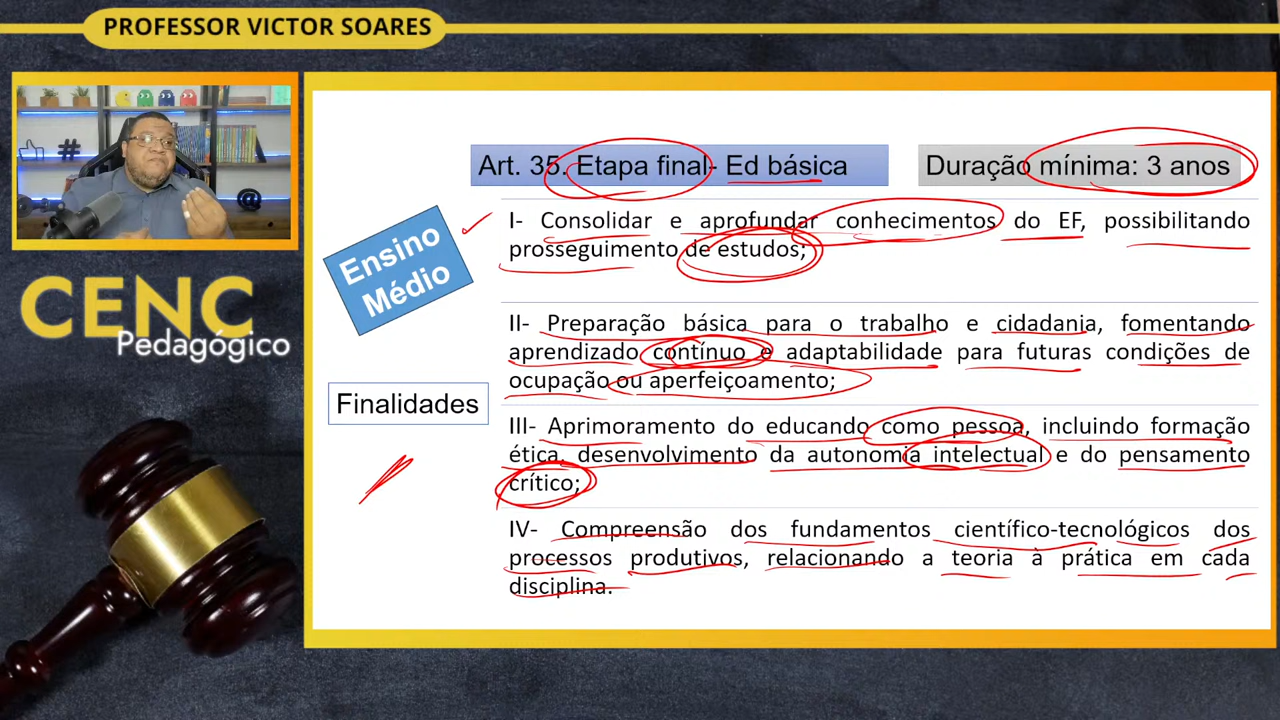 PROFESSOR VICTOR SOARES
CENC
Pedagógico
Art. 35. Etapa final- Ed básica
Duração mínima: 3 anos
Ensino
Médio
Finalidades
I- Consolidar e aprofundar conhecimentos do EF, possibilitando
prosseguimento de estudos;
II- Preparação básica para o trabalho e cidadania, fomentando
aprendizado contínuo e adaptabilidade para futuras condições de
ocupação ou aperfeiçoamento;
III- Aprimoramento do educando como pessoa, incluindo formação
ética, desenvolvimento da autonomia intelectual e do pensamento
crítico;
IV- Compreensão dos fundamentos científico-tecnológicos dos
processos produtivos, relacionando a teoria à prática em cada
disciplina.